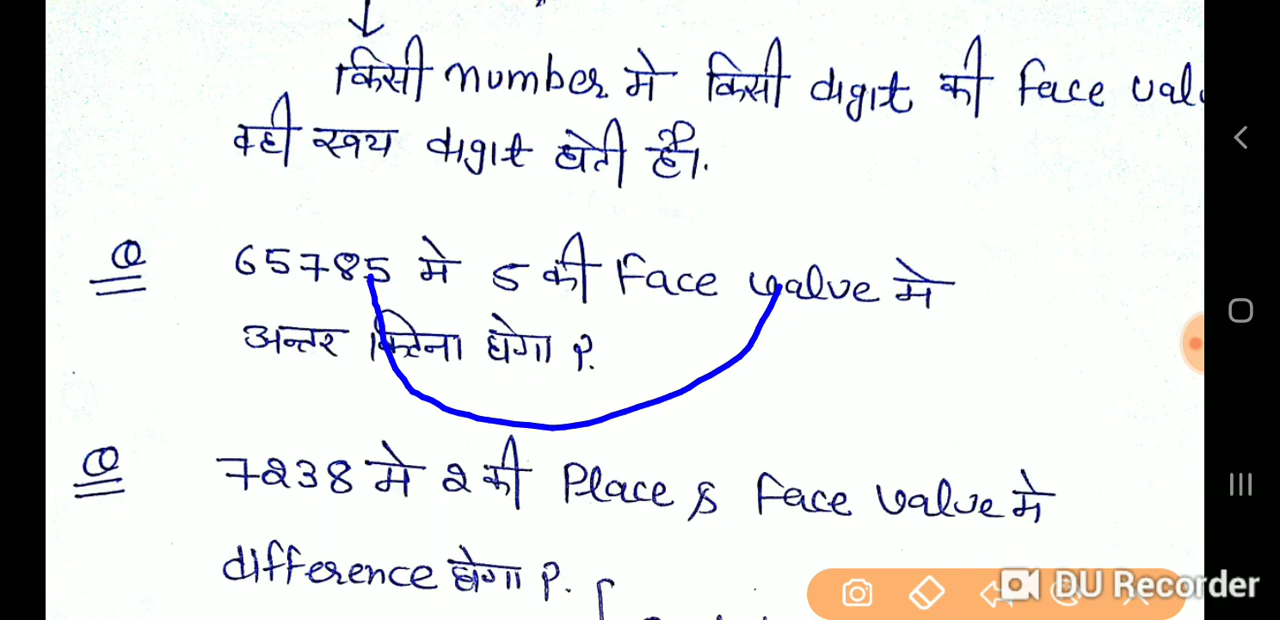 किसी number मे किसी digit की face val
वही स्वय digit होती है।.
Q 65785 मे 5 की Face value मे
अन्तर कितना होगा ?.
Q 7238 मे 2 की Place & face value मे
difference होगा ?.
DU Recorder